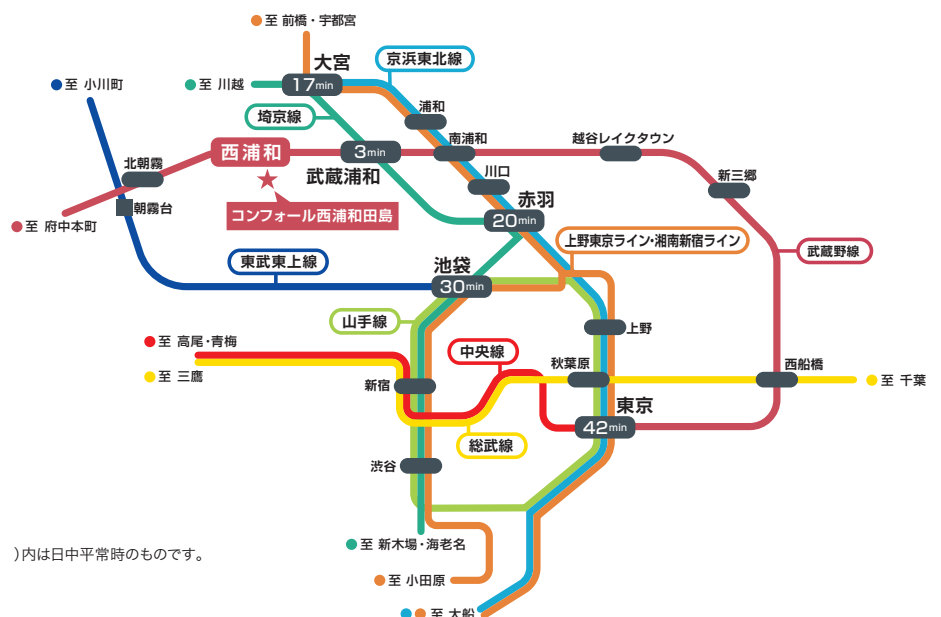 至 前橋・宇都宮
大宮
17min
京浜東北線
至 小川町
至 川越
埼京線
浦和
南浦和
越谷レイクタウン
西浦和
3min
武蔵浦和
北朝霧
川口
新三郷
朝霧台
コンフォール西浦和田島
赤羽
20min
至 府中本町
上野東京ライン・湘南新宿ライン
武蔵野線
東武東上線
池袋
30min
山手線
上野
至 高尾・青梅
中央線
至 三鷹
秋葉原
西船橋
至 千葉
新宿
東京
42min
総武線
渋谷
至 新木場・海老名
)内は日中平常時のものです。
至 小田原
至 大船